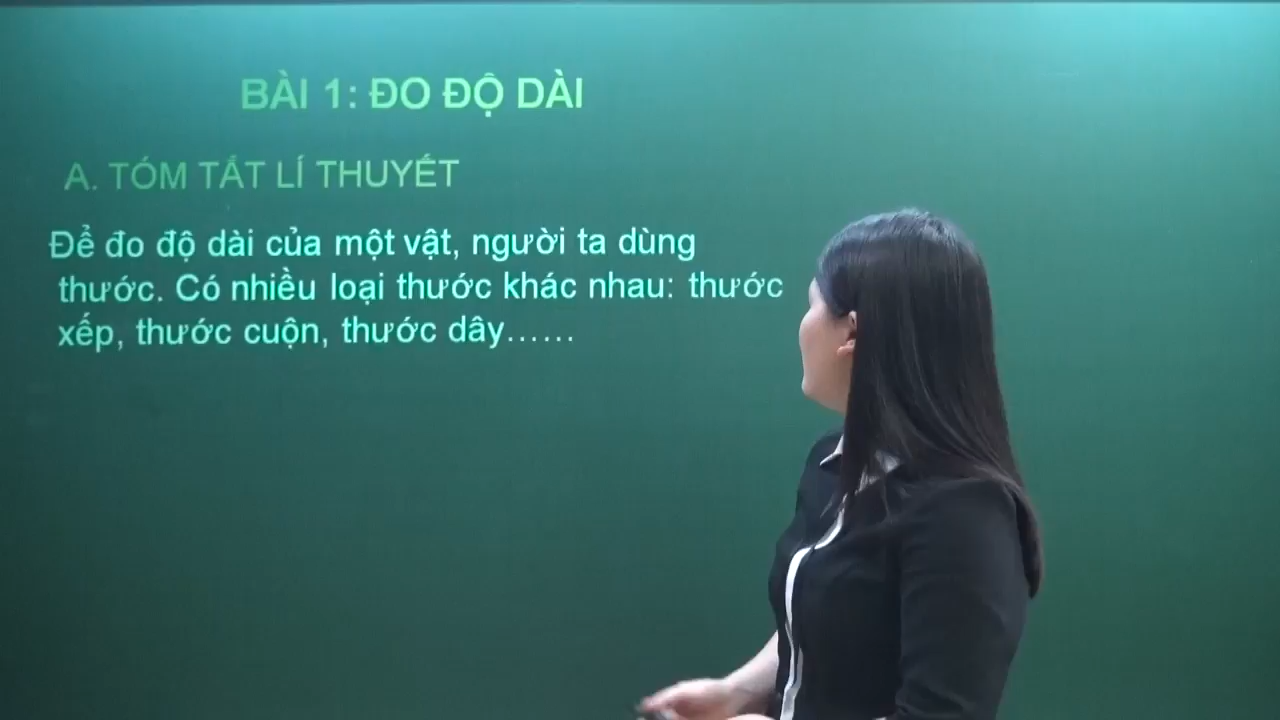 BÀI 1: ĐO ĐỘ DÀI
A. TÓM TẮT LÍ THUYẾT
Để đo độ dài của một vật, người ta dùng
thước. Có nhiều loại thước khác nhau: thước
xếp, thước cuộn, thước dây……